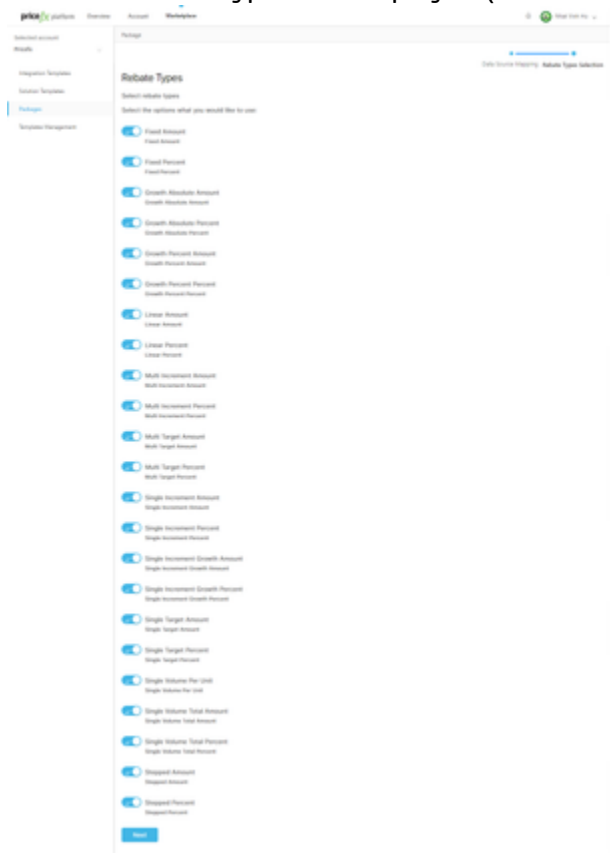 price fx platform Overview Account Marketplace
Selected account
Package
Data Source Mapping Rebate Types Selection
Integration Templates
Solution Templates
Packages
Templates Management
Rebate Types
Select rebate types
Select the options what you would like to use:
Fixed Amount
Fixed Amount
Fixed Percent
Fixed Percent
Growth Absolute Amount
Growth Absolute Amount
Growth Absolute Percent
Growth Absolute Percent
Growth Percent Amount
Growth Percent Amount
Growth Percent Percent
Growth Percent Percent
Linear Amount
Linear Amount
Linear Percent
Linear Percent
Multi Increment Amount
Multi Increment Amount
Multi Increment Percent
Multi Increment Percent
Multi Target Amount
Multi Target Amount
Multi Target Percent
Multi Target Percent
Single Increment Amount
Single Increment Amount
Single Increment Percent
Single Increment Percent
Single Increment Growth Amount
Single Increment Growth Amount
Single Increment Growth Percent
Single Increment Growth Percent
Single Target Amount
Single Target Amount
Single Target Percent
Single Target Percent
Single Volume Per Unit
Single Volume Per Unit
Single Volume Total Amount
Single Volume Total Amount
Single Volume Total Percent
Single Volume Total Percent
Stepped Amount
Stepped Amount
Stepped Percent
Stepped Percent
Next